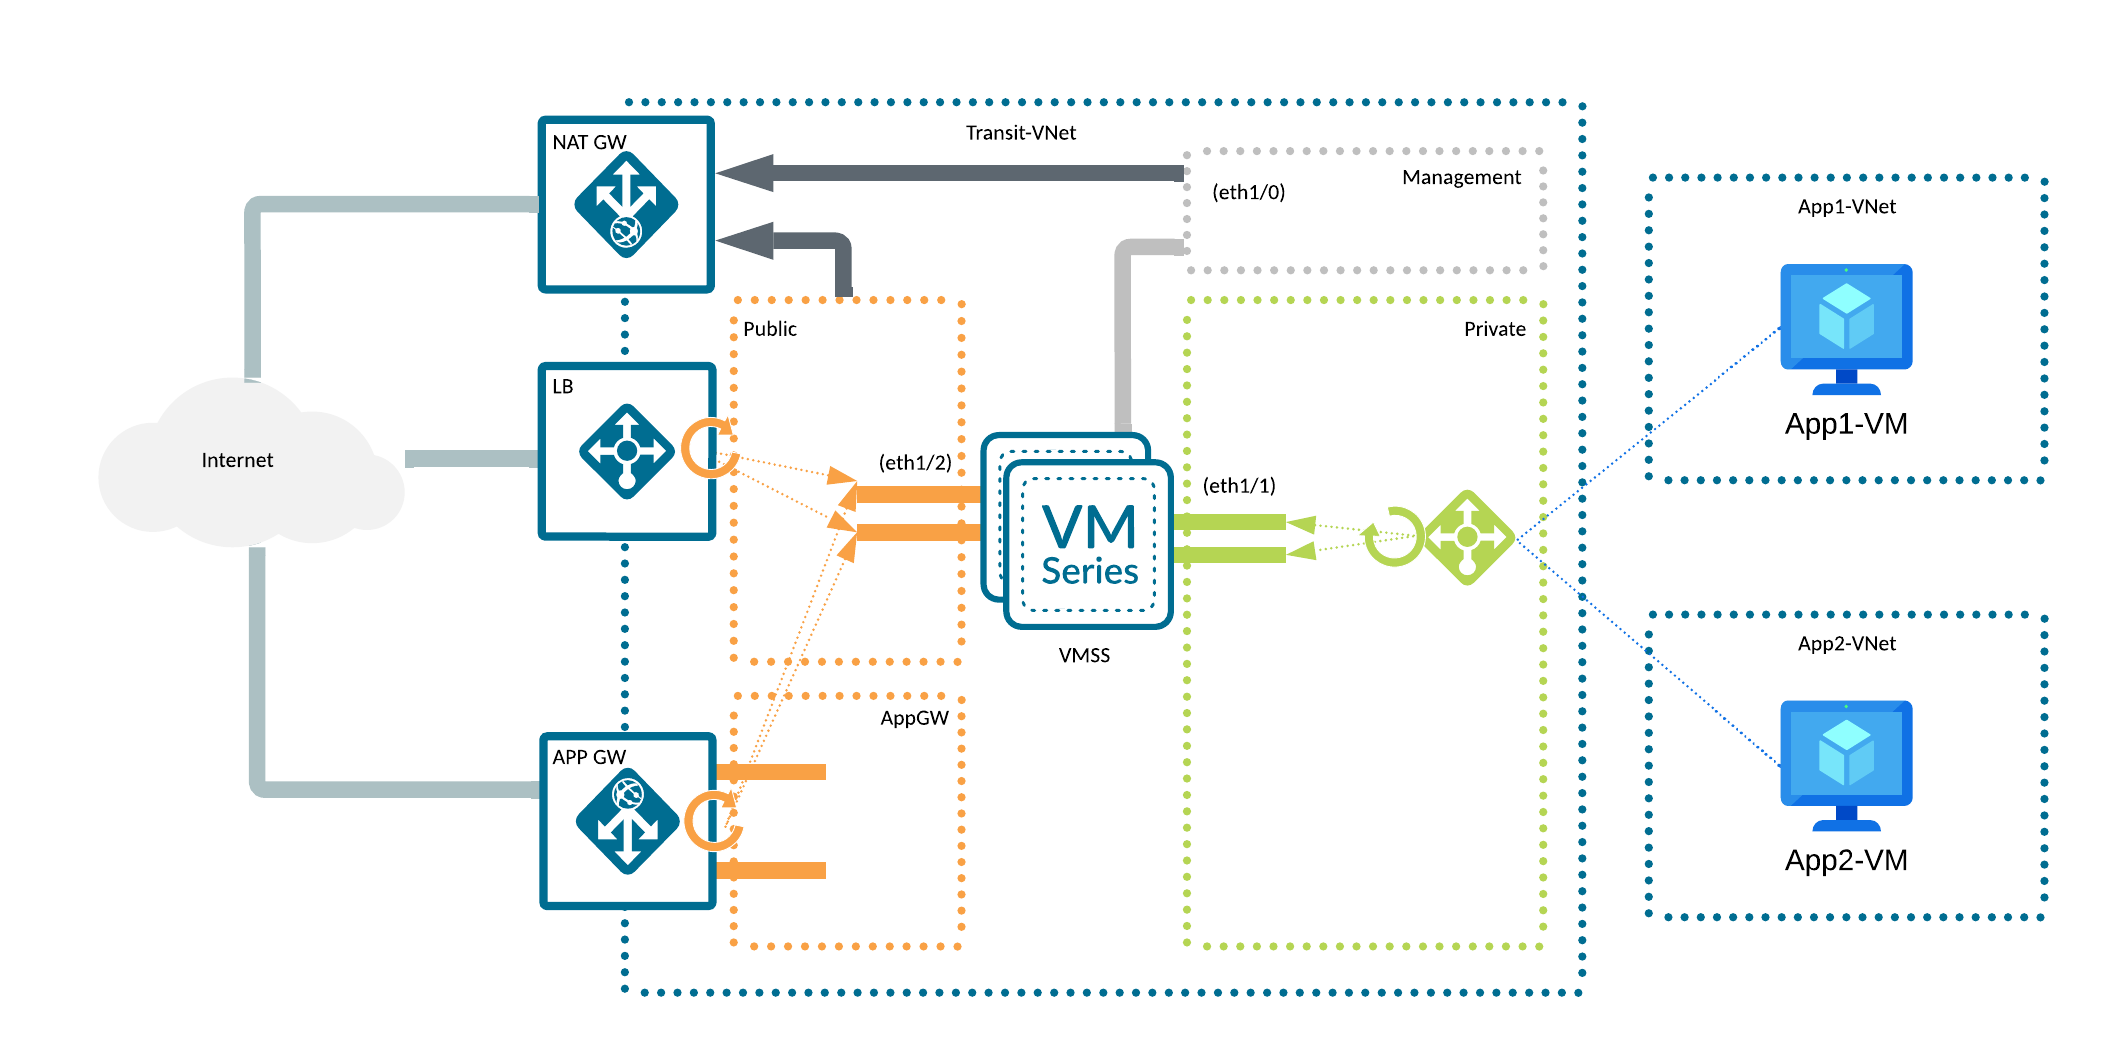 Transit-VNet
NAT GW
Management
(eth1/0)
App1-VNet
Public
Private
LB
App1-VM
Internet
(eth1/2)
(eth1/1)
VM
Series
VMSS
App2-VNet
AppGW
APP GW
App2-VM